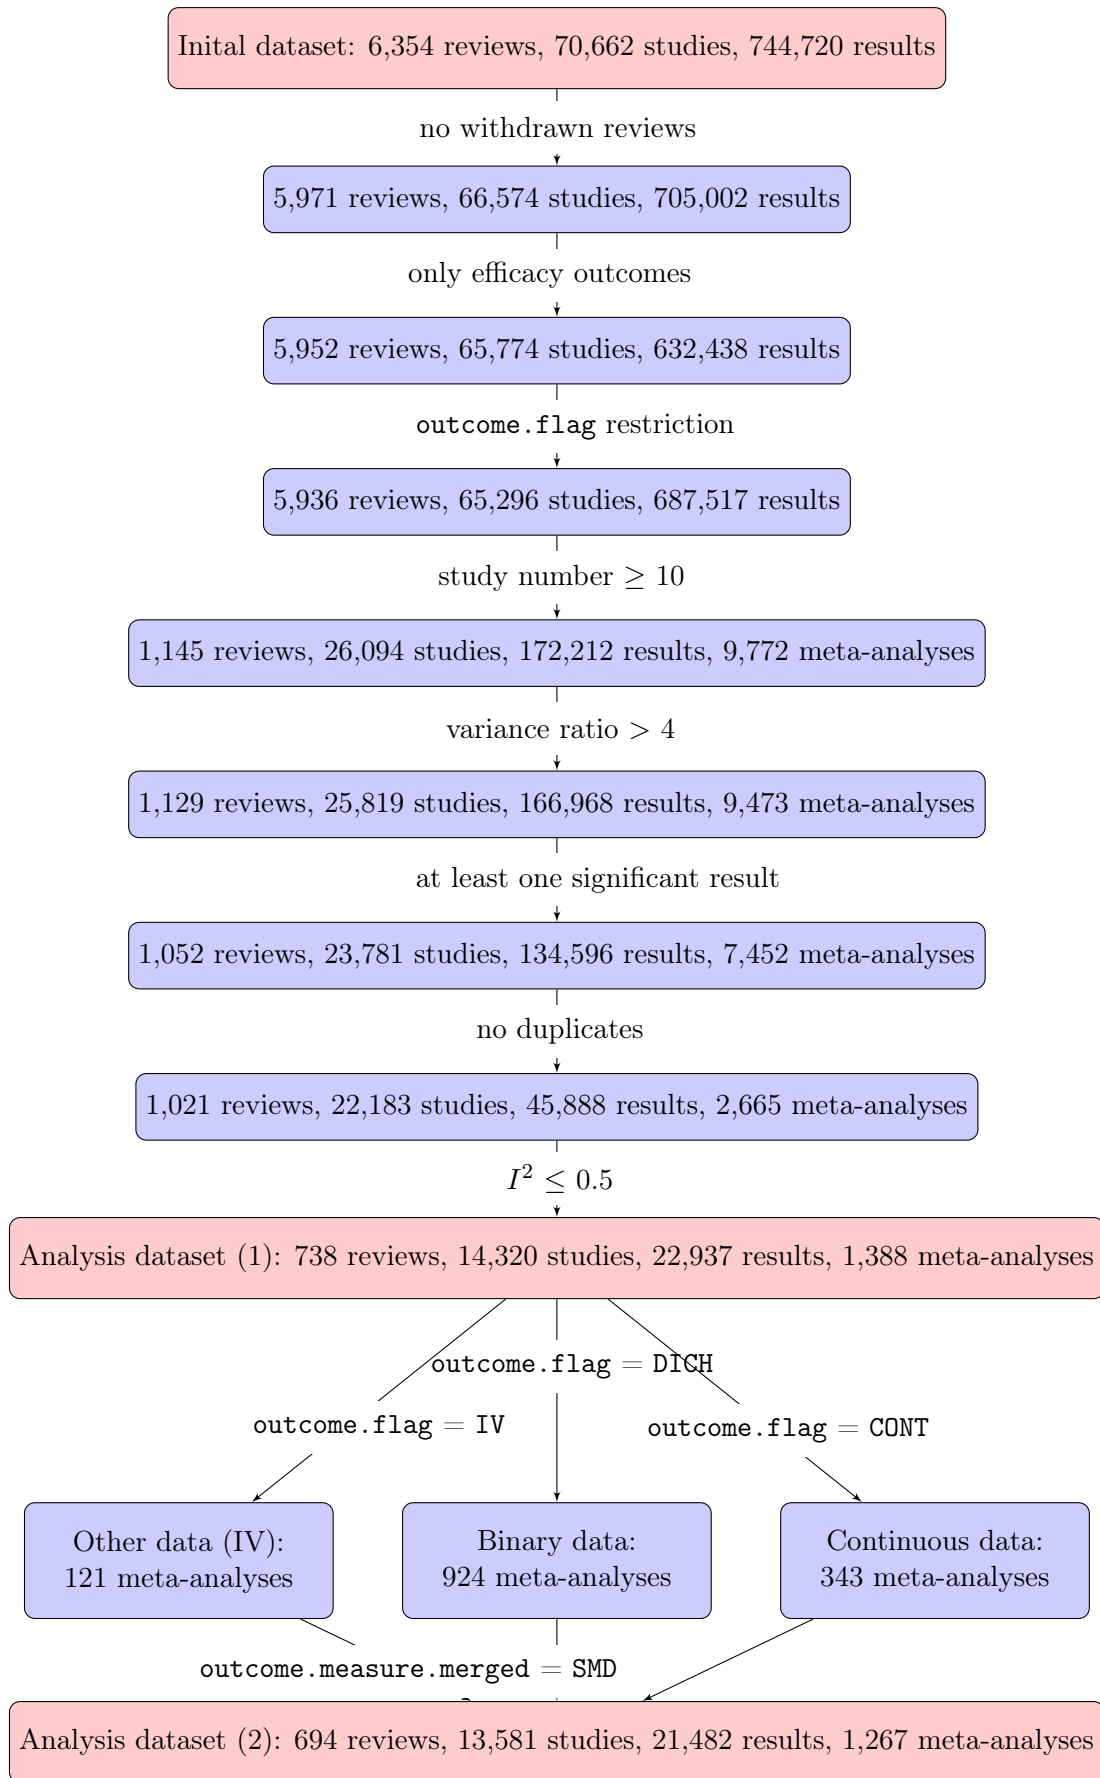 Inital dataset: 6,354 reviews, 70,662 studies, 744,720 results
no withdrawn reviews
5,971 reviews, 66,574 studies, 705,002 results
only efficacy outcomes
5,952 reviews, 65,774 studies, 632,438 results
outcome.flag restriction
5,936 reviews, 65,296 studies, 687,517 results
study number ≥ 10
1,145 reviews, 26,094 studies, 172,212 results, 9,772 meta-analyses
variance ratio > 4
1,129 reviews, 25,819 studies, 166,968 results, 9,473 meta-analyses
at least one significant result
1,052 reviews, 23,781 studies, 134,596 results, 7,452 meta-analyses
no duplicates
1,021 reviews, 22,183 studies, 45,888 results, 2,665 meta-analyses
I² ≤ 0.5
Analysis dataset (1): 738 reviews, 14,320 studies, 22,937 results, 1,388 meta-analyses
outcome.flag = DICH
outcome.flag = IV
outcome.flag = CONT
Other data (IV):
121 meta-analyses
Binary data:
924 meta-analyses
Continuous data:
343 meta-analyses
outcome.measure.merged = SMD
Analysis dataset (2): 694 reviews, 13,581 studies, 21,482 results, 1,267 meta-analyses